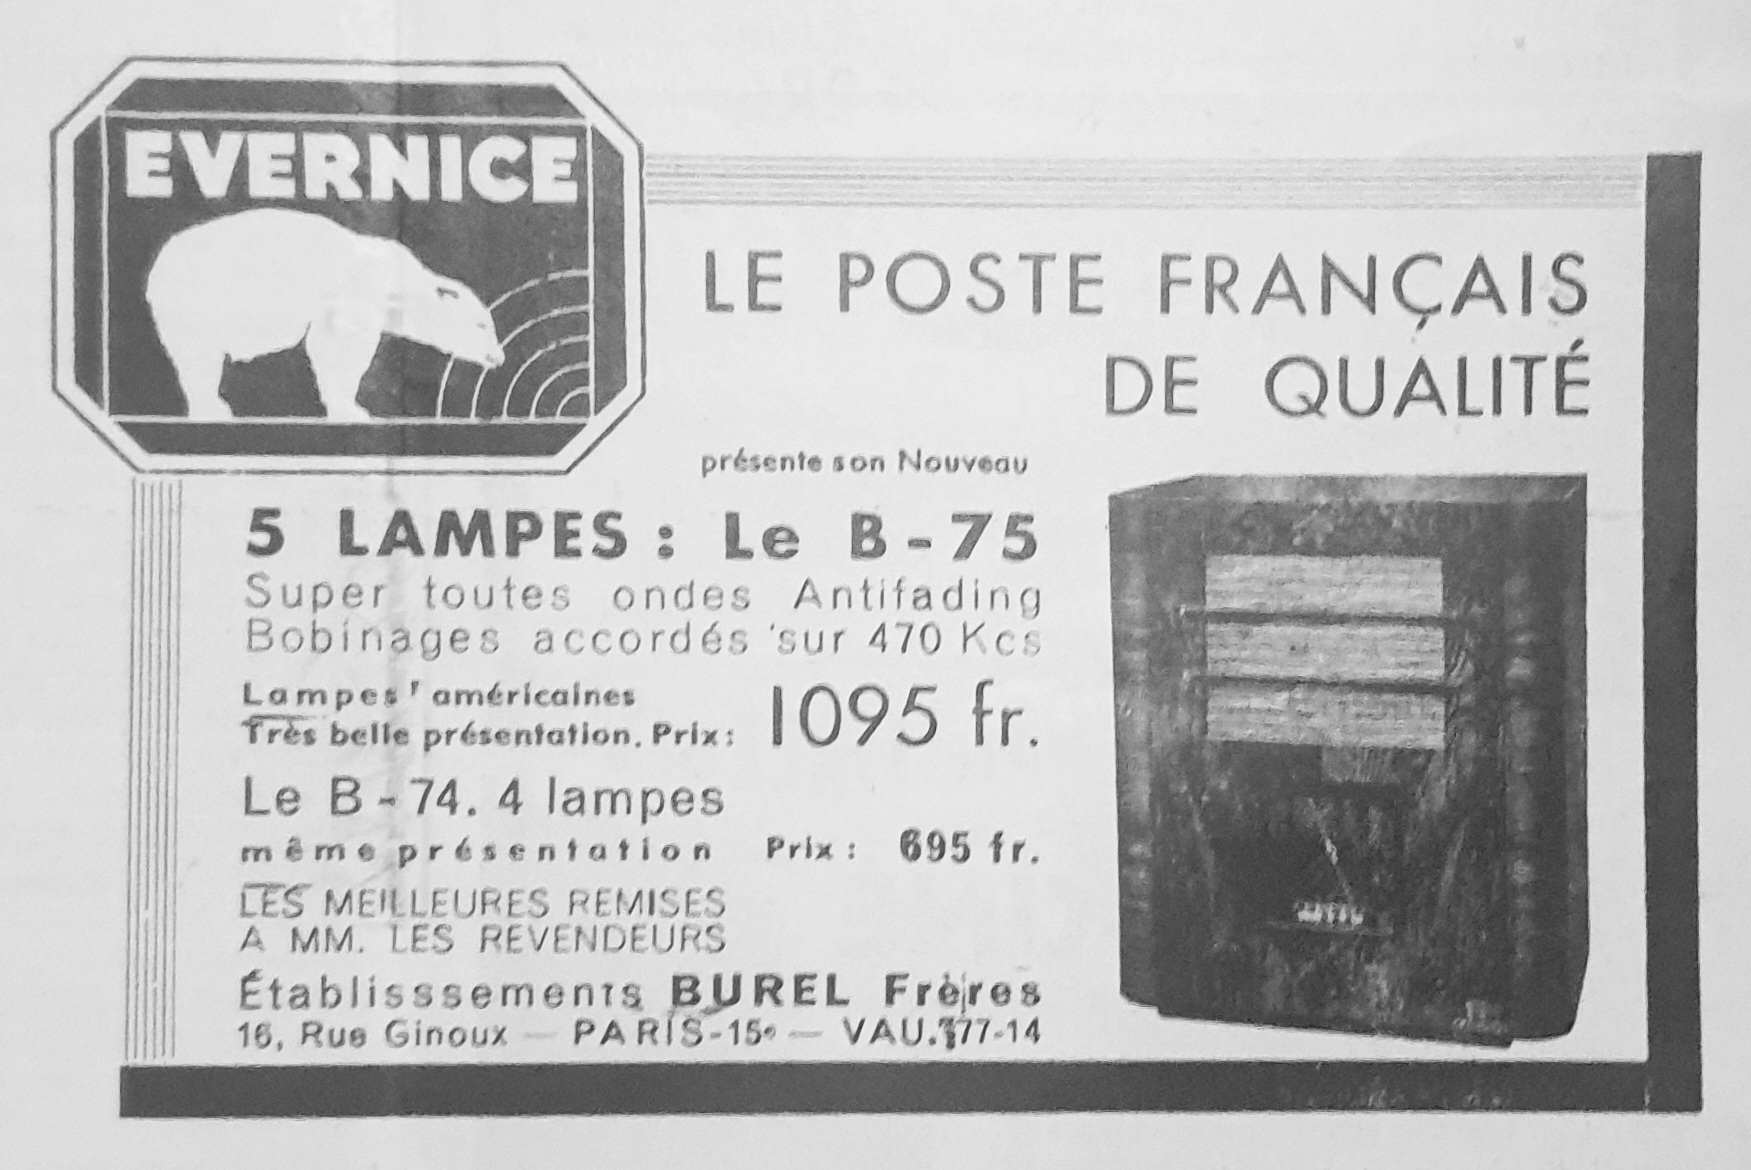 EVERNICE
LE POSTE FRANÇAIS
DE QUALITÉ
présente son Nouveau
5 LAMPES : Le B-75
Super toutes ondes Antifading
Bobinages accordés sur 470 Kcs
Lampes américaines
Très belle présentation. Prix : 1095 fr.
Le B-74. 4 lampes
même présentation Prix : 695 fr.
LES MEILLEURES REMISES
A MM. LES REVENDEURS
Établisssements BUREL Frères
16, Rue Ginoux — PARIS-15e — VAU. 77-14